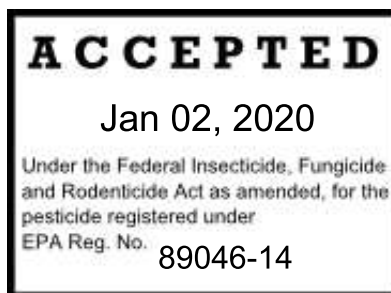 ACCEPTED
Jan 02, 2020
Under the Federal Insecticide, Fungicide
and Rodenticide Act as amended, for the
pesticide registered under
EPA Reg. No. 89046-14